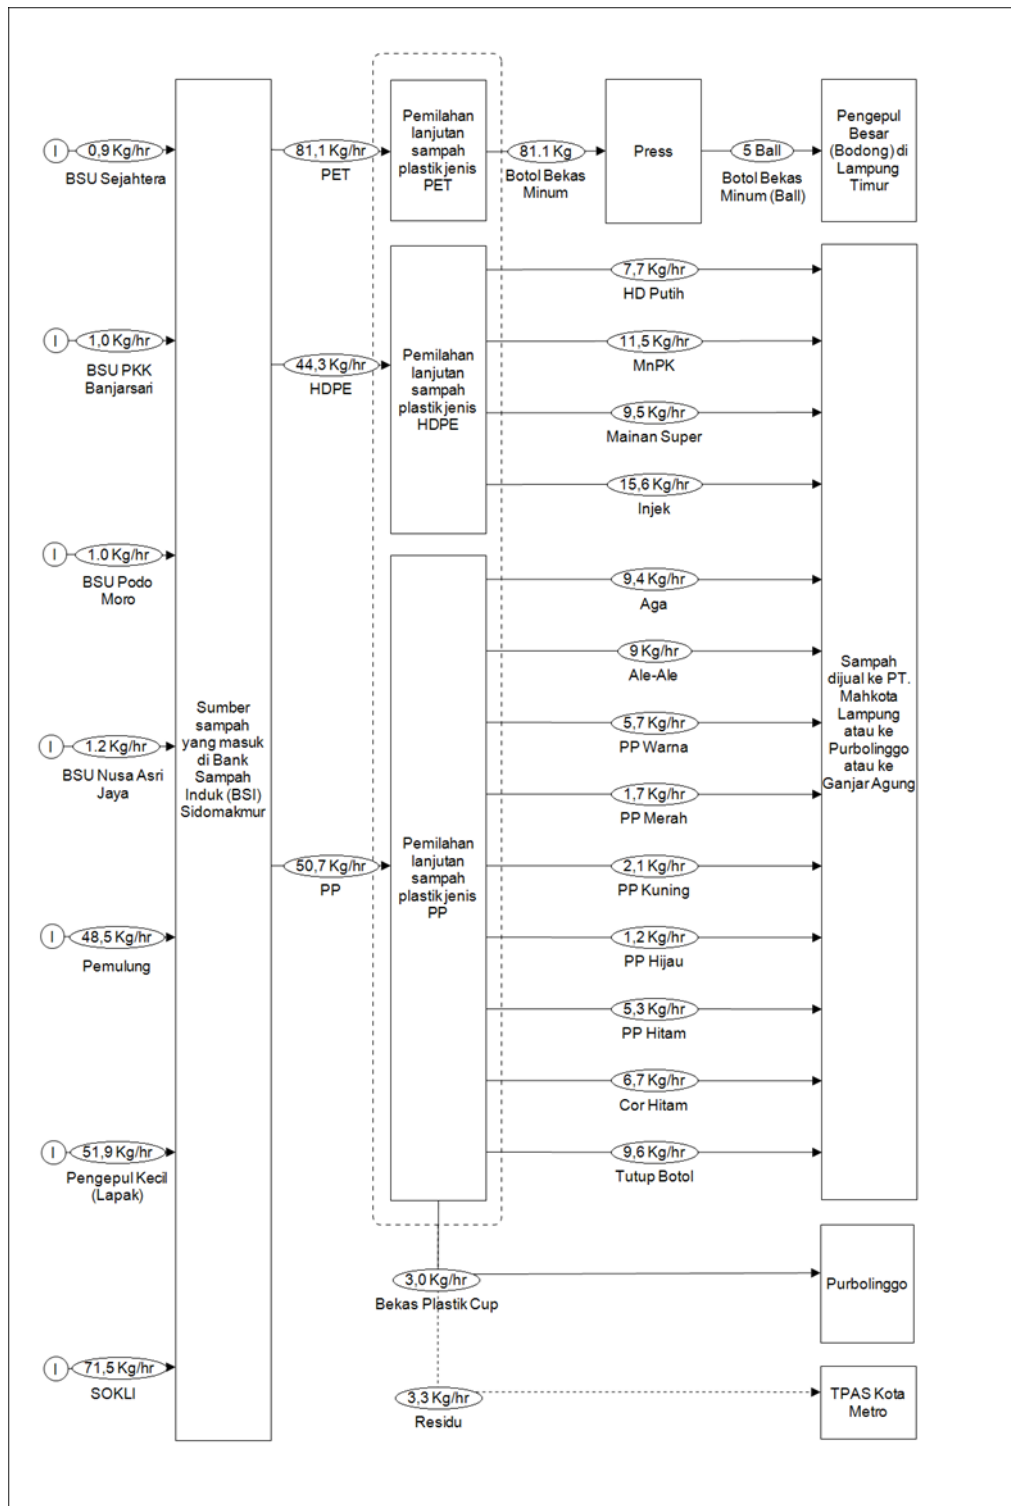 I
0,9 Kg/hr
BSU Sejahtera
I
1,0 Kg/hr
BSU PKK
Banjarsari
I
1.0 Kg/hr
BSU Podo
Moro
I
1.2 Kg/hr
BSU Nusa Asri
Jaya
I
48,5 Kg/hr
Pemulung
I
51,9 Kg/hr
Pengepul Kecil
(Lapak)
I
71,5 Kg/hr
SOKLI
Sumber
sampah
yang masuk
di Bank
Sampah
Induk (BSI)
Sidomakmur
81,1 Kg/hr
PET
44,3 Kg/hr
HDPE
50,7 Kg/hr
PP
Pemilahan
lanjutan
sampah
plastik jenis
PET
81.1 Kg
Botol Bekas
Minum
Press
5 Ball
Botol Bekas
Minum (Ball)
Pengepul
Besar
(Bodong) di
Lampung
Timur
Pemilahan
lanjutan
sampah
plastik jenis
HDPE
7,7 Kg/hr
HD Putih
11,5 Kg/hr
MnPK
9,5 Kg/hr
Mainan Super
15,6 Kg/hr
Injek
Pemilahan
lanjutan
sampah
plastik jenis
PP
9,4 Kg/hr
Aga
9 Kg/hr
Ale-Ale
5,7 Kg/hr
PP Warna
1,7 Kg/hr
PP Merah
2,1 Kg/hr
PP Kuning
1,2 Kg/hr
PP Hijau
5,3 Kg/hr
PP Hitam
6,7 Kg/hr
Cor Hitam
9,6 Kg/hr
Tutup Botol
Sampah
dijual ke PT.
Mahkota
Lampung
atau ke
Purbolinggo
atau ke
Ganjar Agung
3,0 Kg/hr
Bekas Plastik Cup
Purbolinggo
3,3 Kg/hr
Residu
TPAS Kota
Metro